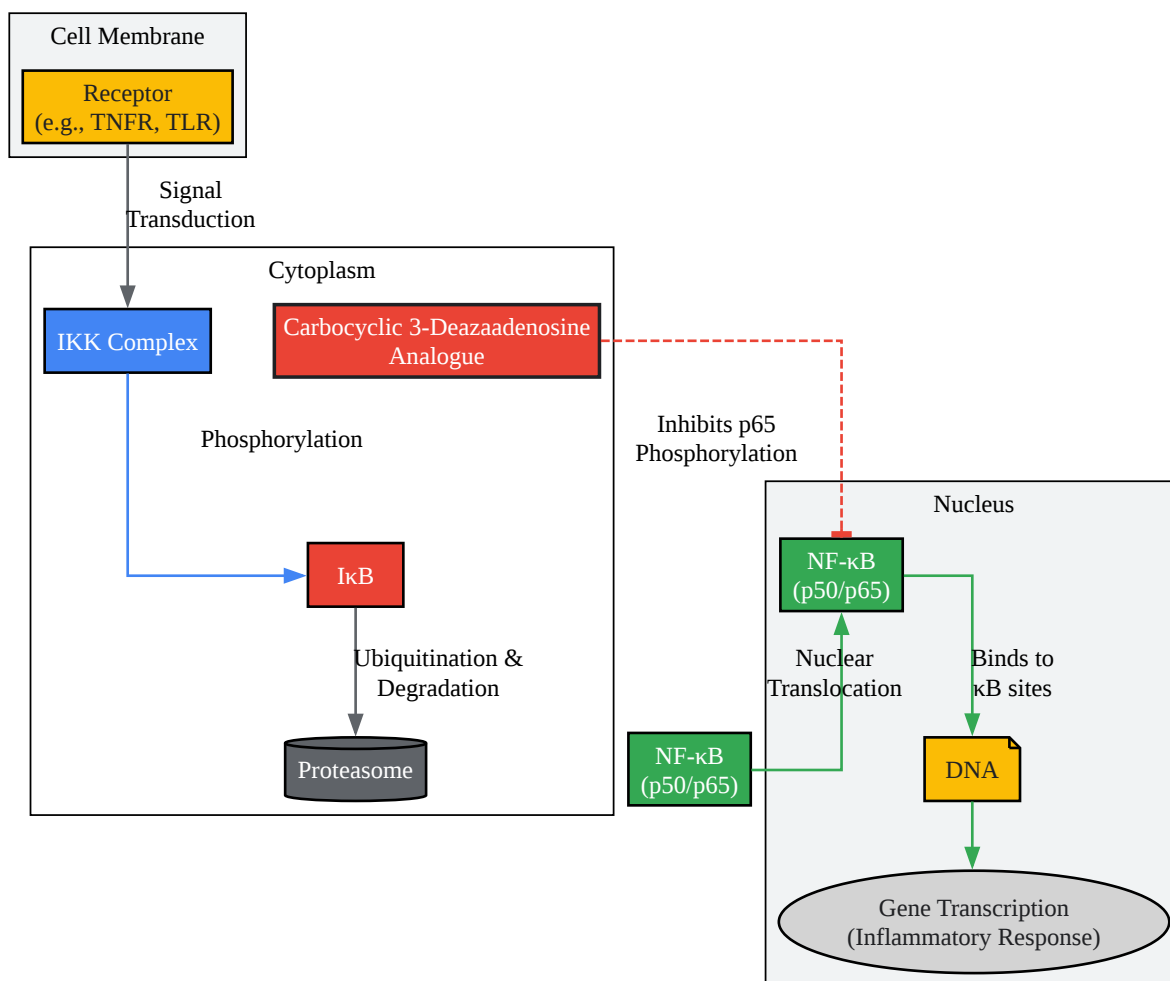 Cell Membrane
Receptor
(e.g., TNFR, TLR)
Signal
Transduction
Cytoplasm
IKK Complex
Carbocyclic 3-Deazaadenosine
Analogue
Phosphorylation
Inhibits p65
Phosphorylation
Nucleus
IκB
NF-κB
(p50/p65)
Ubiquitination &
Degradation
Nuclear
Translocation
Binds to
κB sites
Proteasome
NF-κB
(p50/p65)
DNA
Gene Transcription
(Inflammatory Response)